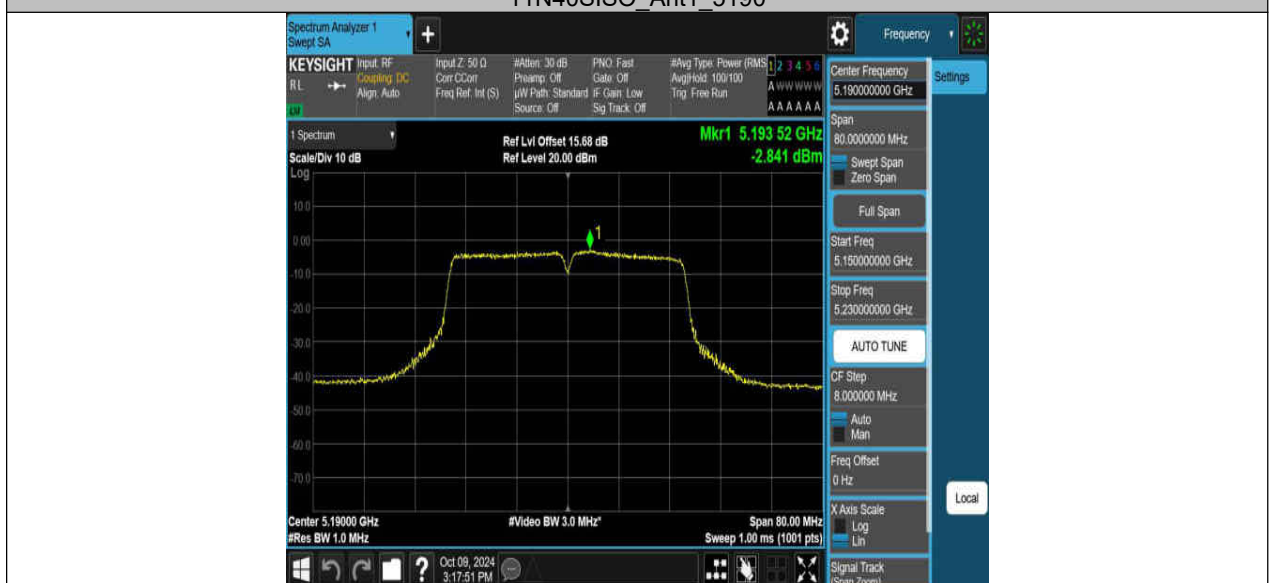 11N40SISO_Ant1_5190
Spectrum Analyzer 1
Swept SA
+
Frequency
KEYSIGHT
Input: RF
Coupling: DC
Align: Auto
RL
Input Z: 50 Ω
Corr CCorr
Freq Ref: Int (S)
#Atten: 30 dB
Preamp: Off
µW Path: Standard
Source: Off
PNO: Fast
Gate: Off
IF Gain: Low
Sig Track: Off
#Avg Type: Power (RMS
Avg|Hold: 100/100
Trig: Free Run
1 2 3 4 5 6
A W W W W W
A A A A A A
1 Spectrum
Scale/Div 10 dB
Log
Ref Lvl Offset 15.68 dB
Ref Level 20.00 dBm
Mkr1 5.193 52 GHz
-2.841 dBm
10.0
0.00
-10.0
-20.0
-30.0
-40.0
-50.0
-60.0
-70.0
1
Center 5.19000 GHz
#Res BW 1.0 MHz
#Video BW 3.0 MHz*
Span 80.00 MHz
Sweep 1.00 ms (1001 pts)
Oct 09, 2024
3:17:51 PM
?
Center Frequency
5.190000000 GHz
Settings
Span
80.0000000 MHz
Swept Span
Zero Span
Full Span
Start Freq
5.150000000 GHz
Stop Freq
5.230000000 GHz
AUTO TUNE
CF Step
8.000000 MHz
Auto
Man
Freq Offset
0 Hz
X Axis Scale
Log
Lin
Local
Signal Track
(Span Zoom)